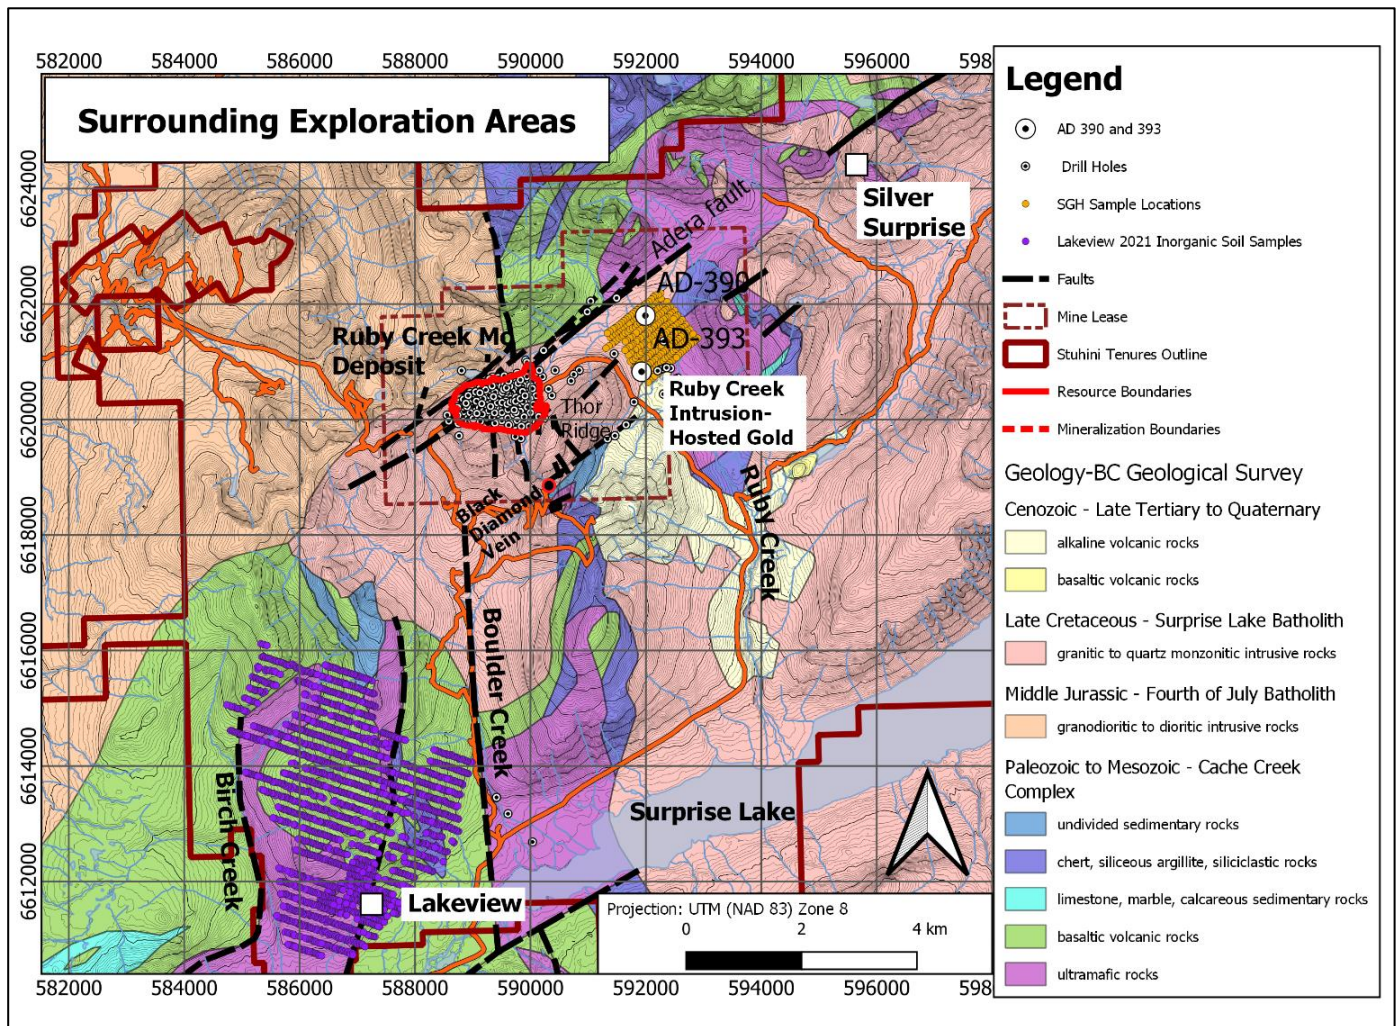 582000 584000 586000 588000 590000 592000 594000 596000 598
Surrounding Exploration Areas
6624000
6622000
6620000
6618000
6616000
6614000
6612000
Adera fault
Silver
Surprise
AD-390
AD-393
Ruby Creek Mo
Deposit
Ruby Creek
Intrusion-
Hosted Gold
Thor
Ridge
Black
Diamond
Vein
Ruby Creek
Boulder Creek
Birch Creek
Surprise Lake
Lakeview
Projection: UTM (NAD 83) Zone 8
0 2 4 km
582000 584000 586000 588000 590000 592000 594000 596000 598
Legend
AD 390 and 393
Drill Holes
SGH Sample Locations
Lakeview 2021 Inorganic Soil Samples
Faults
Mine Lease
Stuhini Tenures Outline
Resource Boundaries
Mineralization Boundaries
Geology-BC Geological Survey
Cenozoic - Late Tertiary to Quaternary
alkaline volcanic rocks
basaltic volcanic rocks
Late Cretaceous - Surprise Lake Batholith
granitic to quartz monzonitic intrusive rocks
Middle Jurassic - Fourth of July Batholith
granodioritic to dioritic intrusive rocks
Paleozoic to Mesozoic - Cache Creek
Complex
undivided sedimentary rocks
chert, siliceous argillite, siliciclastic rocks
limestone, marble, calcareous sedimentary rocks
basaltic volcanic rocks
ultramafic rocks